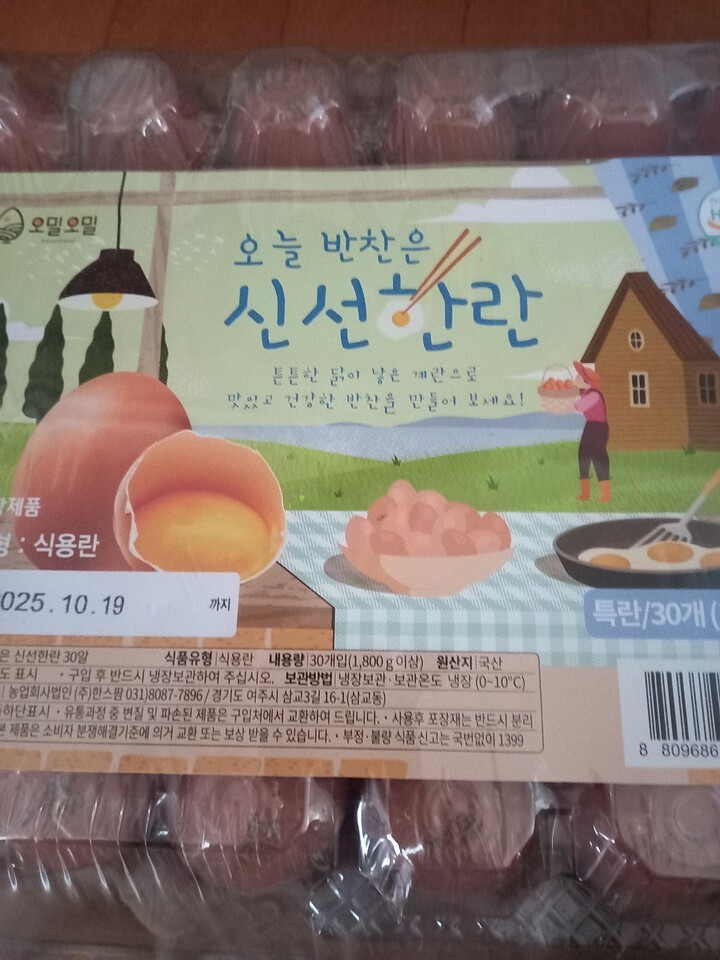 오밀오밀
오늘 반찬은
신선한란
튼튼한 닭이 낳은 계란으로
맛있고 건강한 반찬을 만들어 보세요!
제품
: 식용란
025.10.19 까지
특란/30개 (
은 신선한란 30알 식품유형 식용란 내용량 30개입(1,800 g 이상) 원산지 국산
도 표시 · 구입 후 반드시 냉장보관하여 주십시오. 보관방법 냉장보관·보관온도 냉장 (0~10℃)
농업회사법인 (주)한스팜 031)8087-7896 / 경기도 여주시 삼교3길 16-1(삼교동)
하단표시 · 유통과정 중 변질 및 파손된 제품은 구입처에서 교환하여 드립니다. · 사용후 포장재는 반드시 분리
본 제품은 소비자 분쟁해결기준에 의거 교환 또는 보상 받을 수 있습니다. · 부정·불량 식품 신고는 국번없이 1399
8 809686